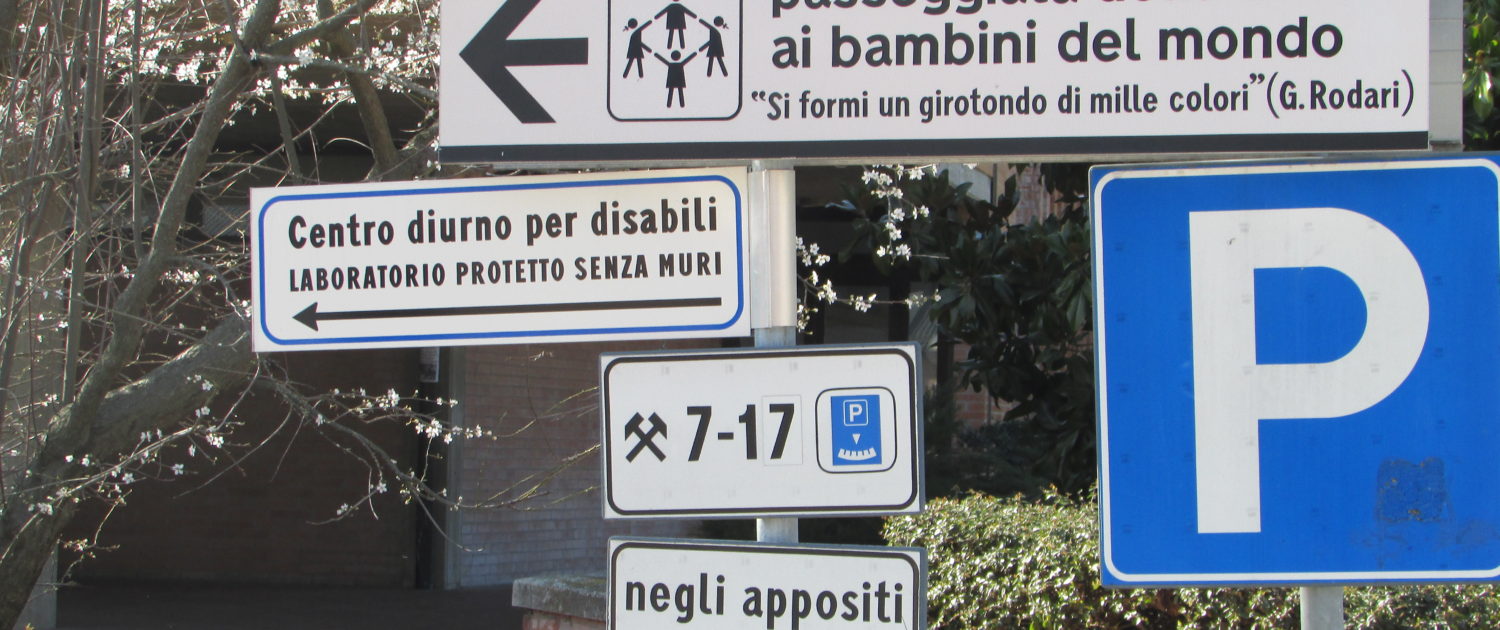 passeggiata
ai bambini del mondo
“Si formi un girotondo di mille colori”(G.Rodari)
Centro diurno per disabili
LABORATORIO PROTETTO SENZA MURI
7-17 P
negli appositi
P